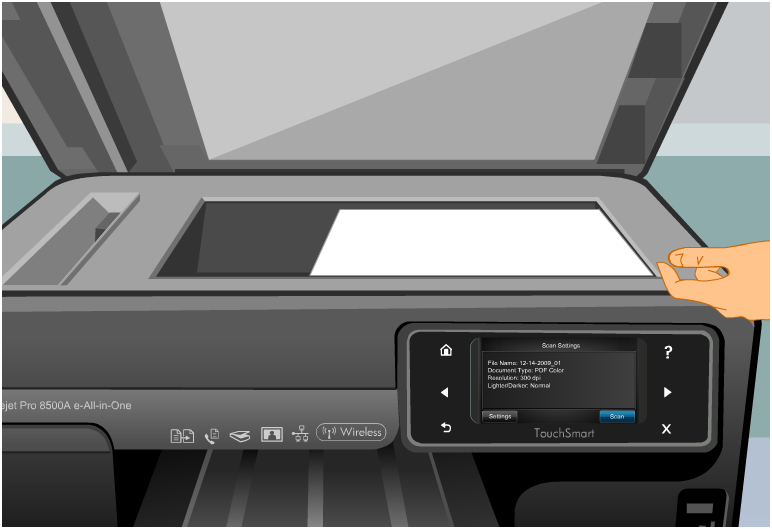 Scan Settings
File Name: 12-14-2009_01
Document Type: PDF Color
Resolution: 300 dpi
Lighter/Darker: Normal
Settings
Scan
?
X
TouchSmart
ejet Pro 8500A e-All-in-One
Wireless